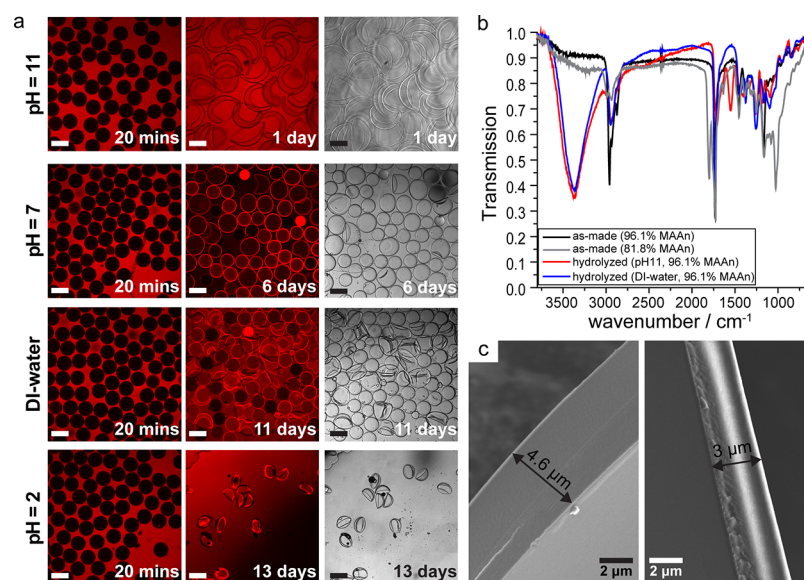 a
pH = 11
20 mins
1 day
pH = 7
20 mins
6 days
6 days
DI-water
20 mins
11 days
11 days
pH = 2
20 mins
13 days
13 days
b
Transmission
1.0
0.9
0.8
0.7
0.6
0.5
0.4
0.3
0.2
0.1
0.0
as-made (96.1% MAAn)
as-made (81.8% MAAn)
hydrolyzed (pH11, 96.1% MAAn)
hydrolyzed (DI-water, 96.1% MAAn)
3500 3000 2500 2000 1500 1000
wavenumber / cm⁻¹
c
4.6 µm
2 µm
3 µm
2 µm